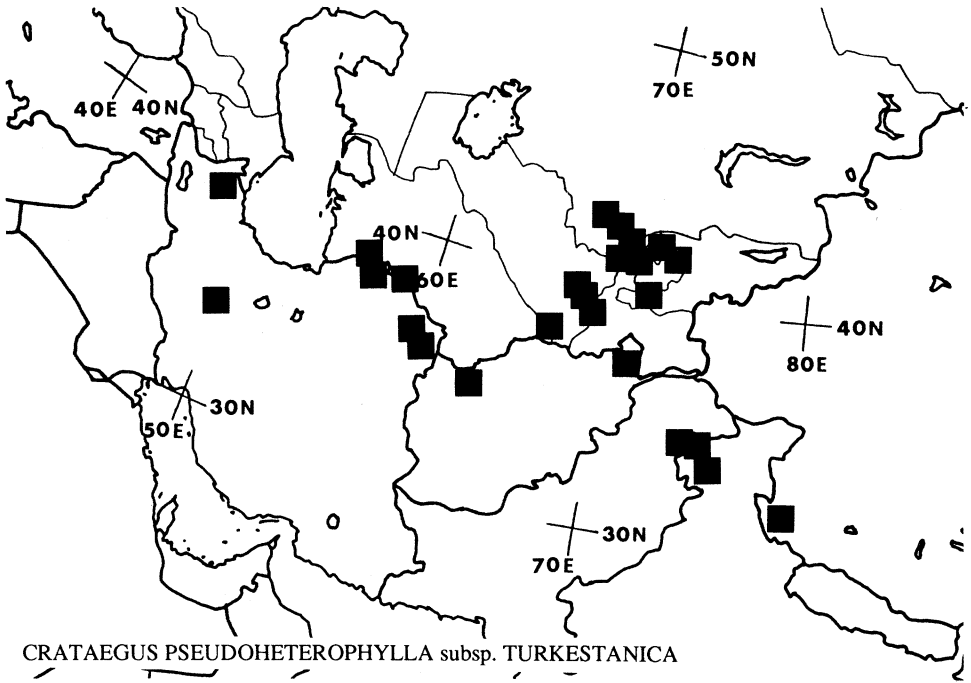 50N
70E
40E 40N
40N
60E
40N
80E
30N
50E
30N
70E
CRATAEGUS PSEUDOHETEROPHYLLA subsp. TURKESTANICA